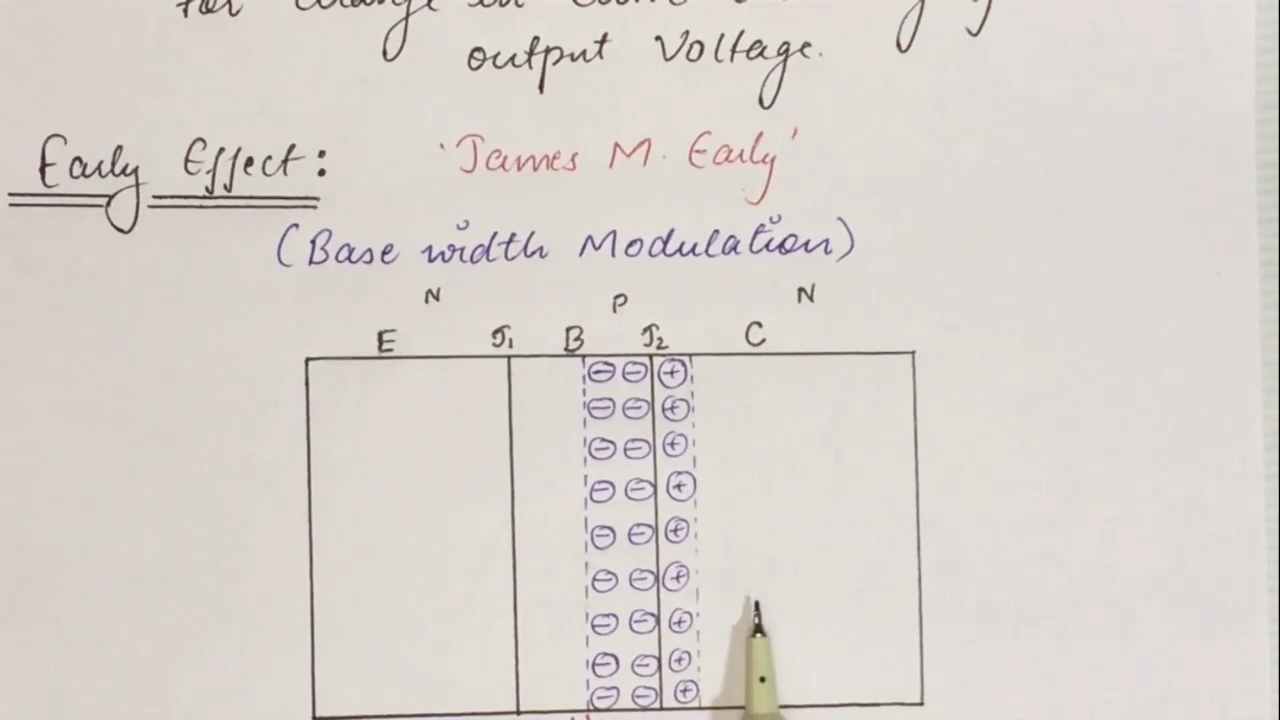 output Voltage.
Early Effect: 'James M. Early'
(Base width Modulation)
N P N
E J1 B J2 C
− − +
− − +
− − +
− − +
− − +
− − +
− − +
− − +
− − +